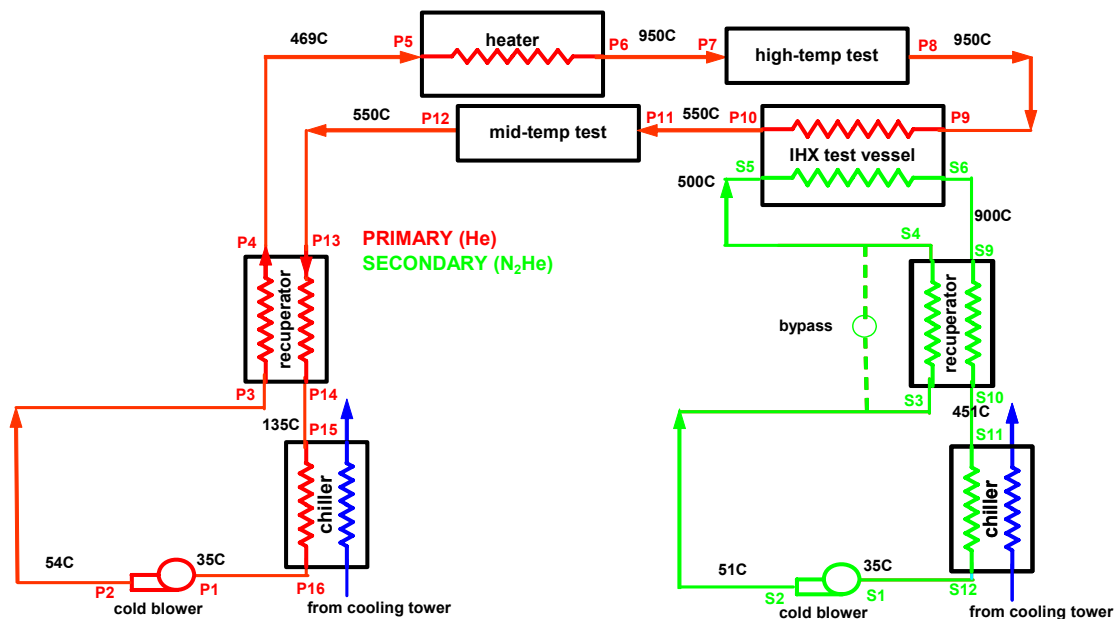 469C
P5
heater
P6
950C
P7
high-temp test
P8
950C
550C
P12
mid-temp test
P11
550C
P10
P9
IHX test vessel
S5
S6
500C
900C
P4
P13
PRIMARY (He)
SECONDARY (N₂He)
S4
S9
recuperator
bypass
recuperator
P3
P14
S3
S10
135C
P15
451C
S11
chiller
chiller
54C
35C
P2
P1
P16
cold blower
from cooling tower
51C
35C
S2
S1
S12
cold blower
from cooling tower